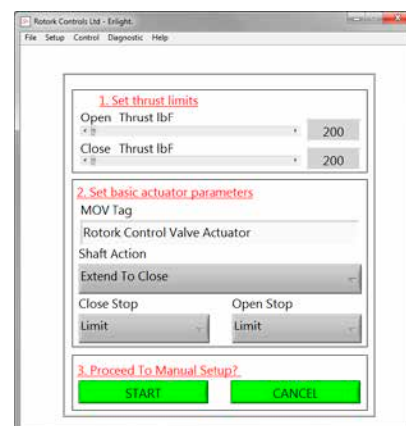 Rotork Controls Ltd - Enlight.
File Setup Control Diagnostic Help
1. Set thrust limits
Open Thrust lbF
200
Close Thrust lbF
200
2. Set basic actuator parameters
MOV Tag
Rotork Control Valve Actuator
Shaft Action
Extend To Close
Close Stop Open Stop
Limit Limit
3. Proceed To Manual Setup?
START CANCEL